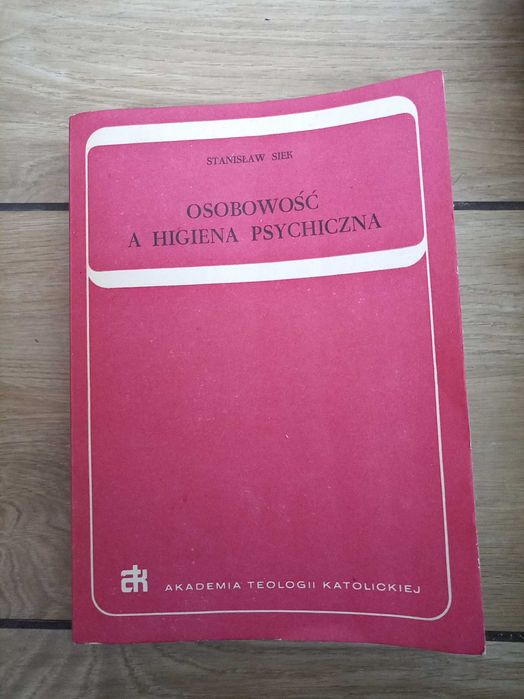 STANISŁAW SIEK
OSOBOWOŚĆ
A HIGIENA PSYCHICZNA
atk AKADEMIA TEOLOGII KATOLICKIEJ